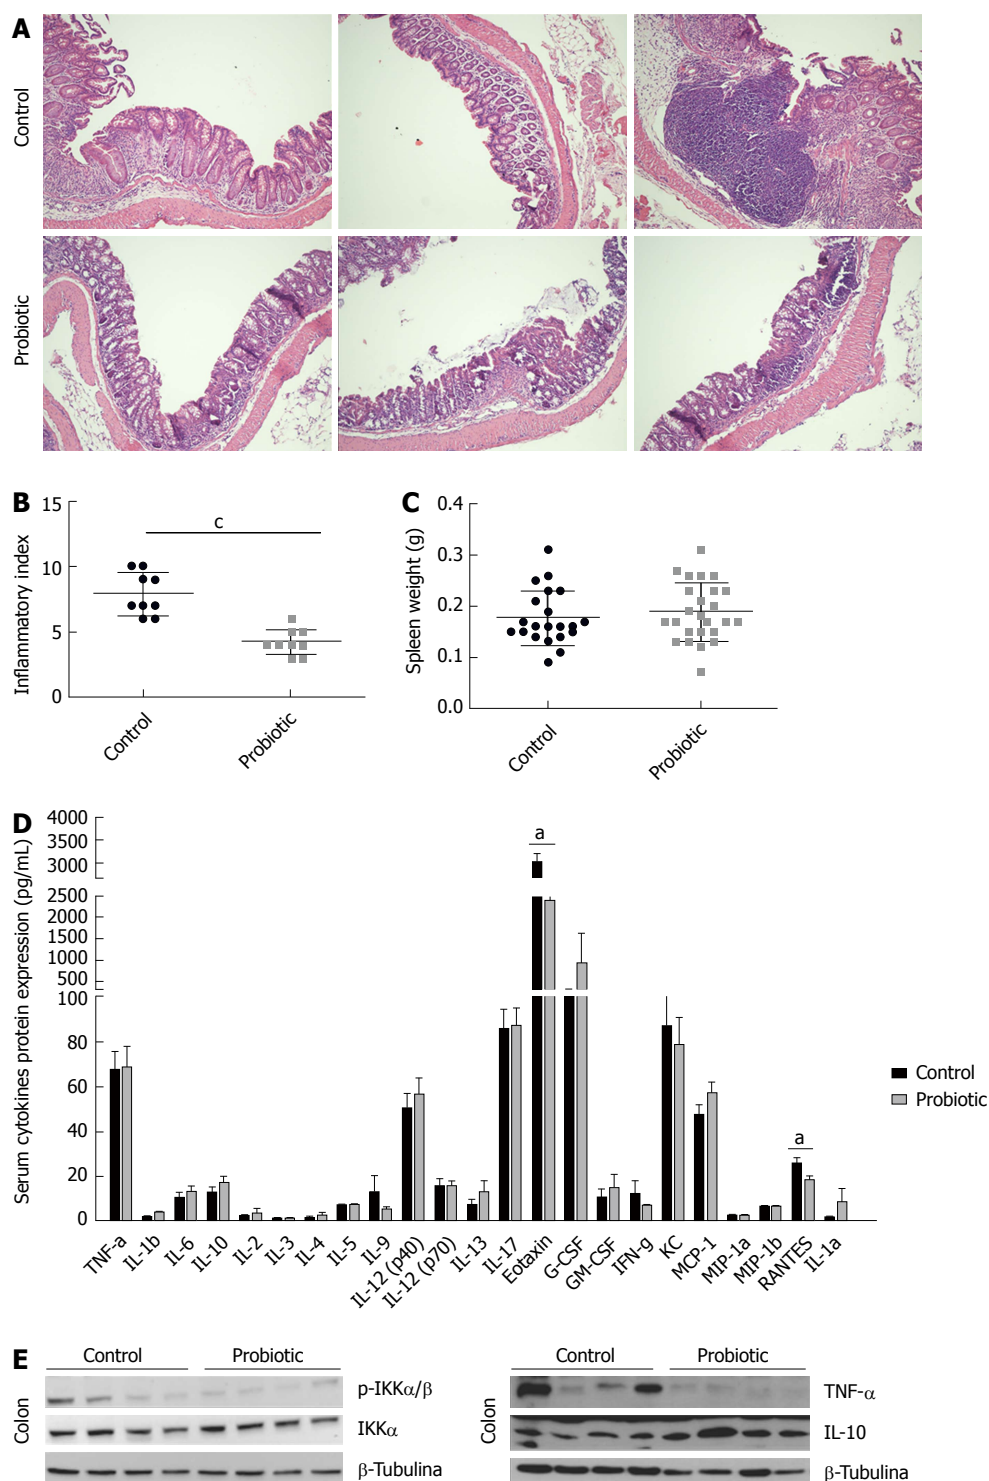 A
Control
Probiotic
B
Inflammatory index
15
10
5
0
c
Control
Probiotic
C
Spleen weight (g)
0.4
0.3
0.2
0.1
0.0
Control
Probiotic
D
Serum cytokines protein expression (pg/mL)
4000
3500
3000
2500
2000
1500
1000
500
100
80
60
40
20
0
a
a
TNF-a
IL-1b
IL-6
IL-10
IL-2
IL-3
IL-4
IL-5
IL-9
IL-12 (p40)
IL-12 (p70)
IL-13
IL-17
Eotaxin
G-CSF
GM-CSF
IFN-g
KC
MCP-1
MIP-1a
MIP-1b
RANTES
IL-1a
Control
Probiotic
E
Control Probiotic
Colon
p-IKKα/β
IKKα
β-Tubulina
Control Probiotic
Colon
TNF-α
IL-10
β-Tubulina